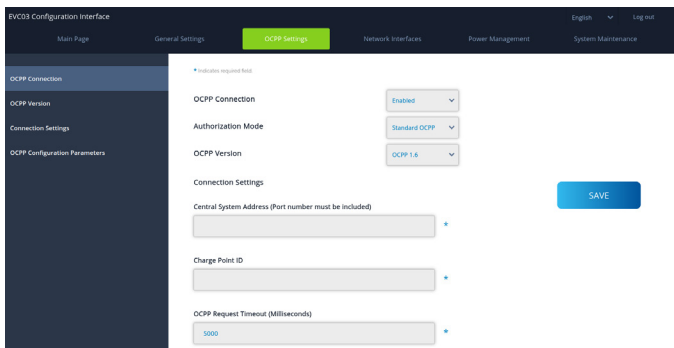 EVC03 Configuration Interface English Log out
Main Page General Settings OCPP Settings Network Interfaces Power Management System Maintenance
OCPP Connection
OCPP Version
Connection Settings
OCPP Configuration Parameters
* Indicates required field.
OCPP Connection Enabled
Authorization Mode Standard OCPP
OCPP Version OCPP 1.6
Connection Settings
SAVE
Central System Address (Port number must be included)
*
Charge Point ID
*
OCPP Request Timeout (Milliseconds)
5000 *